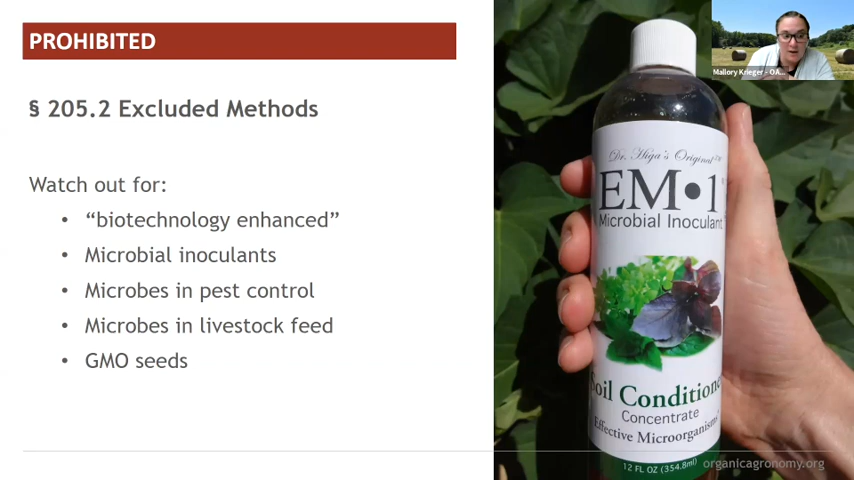 PROHIBITED
§ 205.2 Excluded Methods
Watch out for:
• “biotechnology enhanced”
• Microbial inoculants
• Microbes in pest control
• Microbes in livestock feed
• GMO seeds
Dr. Higa's Original™
EM•1
Microbial Inoculant
Soil Conditioner
Concentrate
Effective Microorganisms
12 FL OZ (354.8ml)
organicagronomy.org
Mallory Krieger - OA...